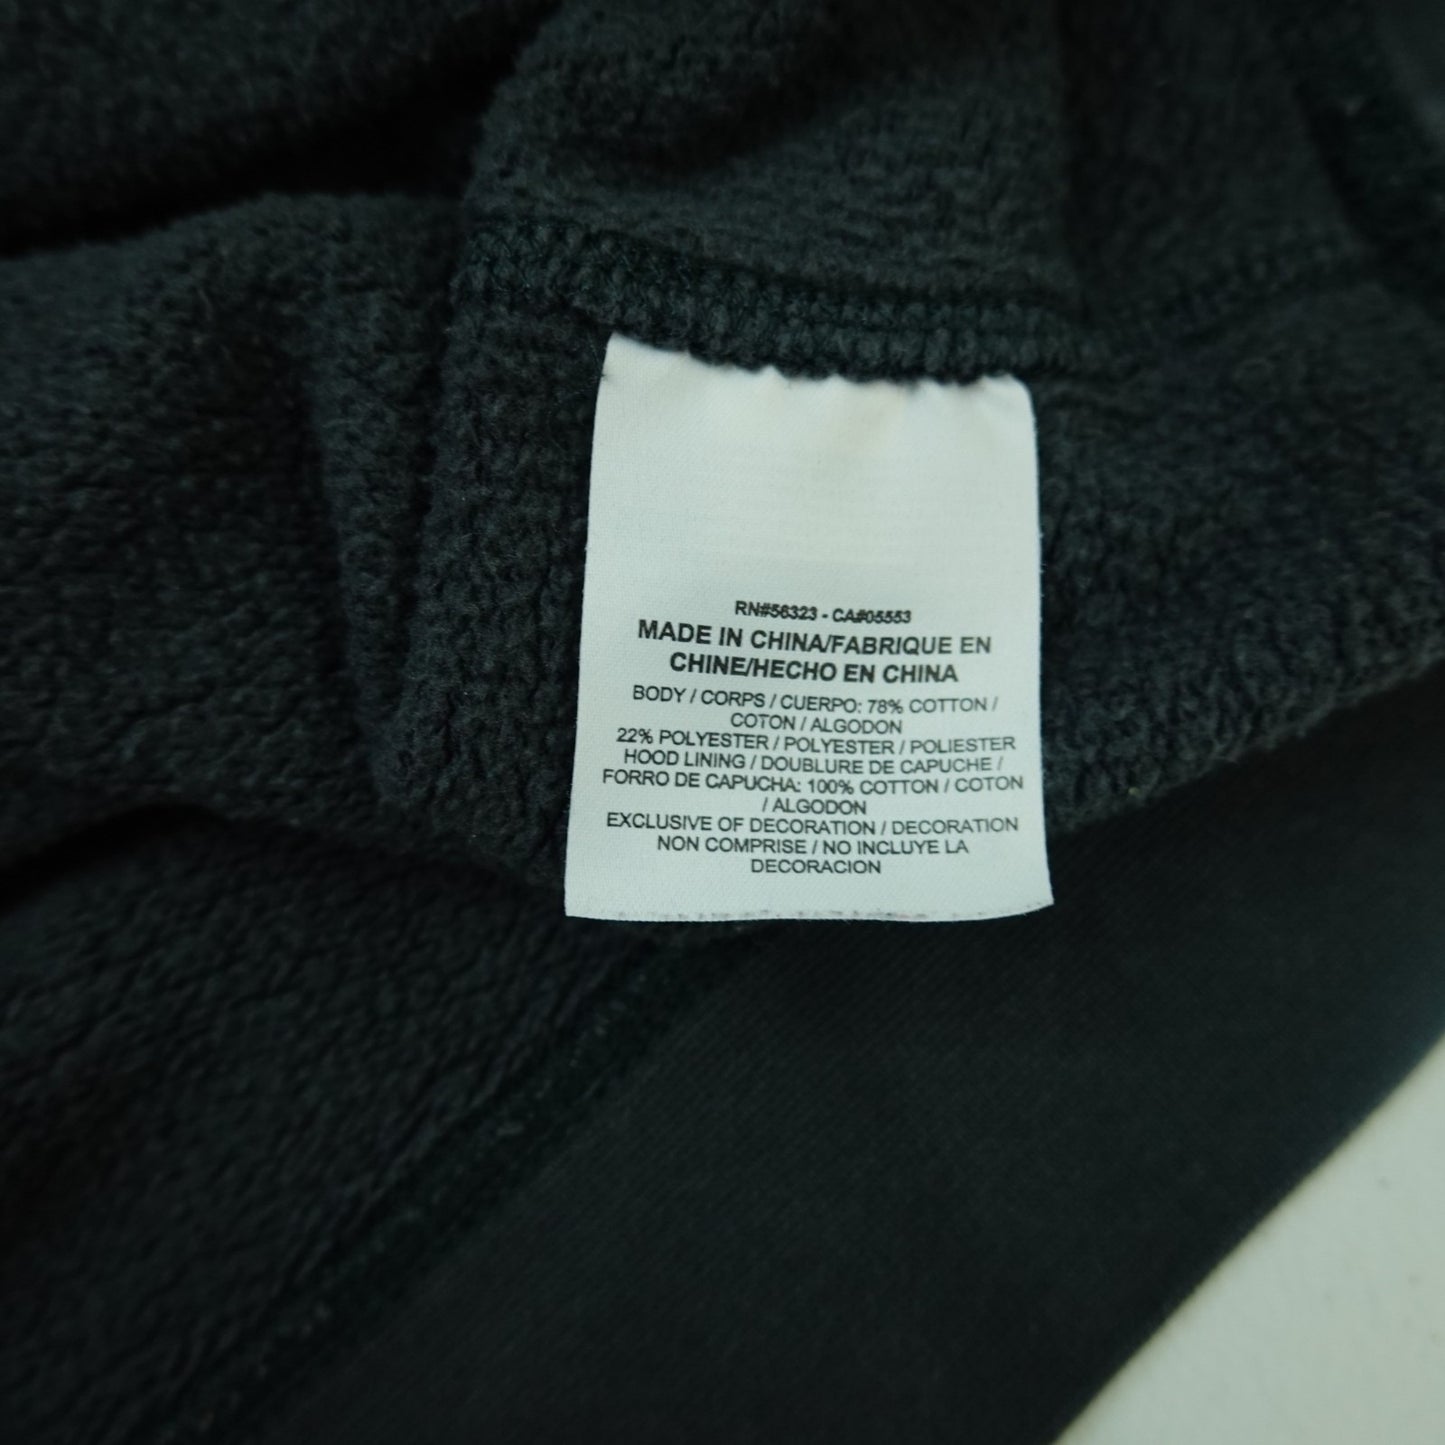 RN#56323 - CA#05553
MADE IN CHINA/FABRIQUE EN
CHINE/HECHO EN CHINA
BODY / CORPS / CUERPO: 78% COTTON /
COTON / ALGODON
22% POLYESTER / POLYESTER / POLIESTER
HOOD LINING / DOUBLURE DE CAPUCHE /
FORRO DE CAPUCHA: 100% COTTON / COTON
/ ALGODON
EXCLUSIVE OF DECORATION / DECORATION
NON COMPRISE / NO INCLUYE LA
DECORACION